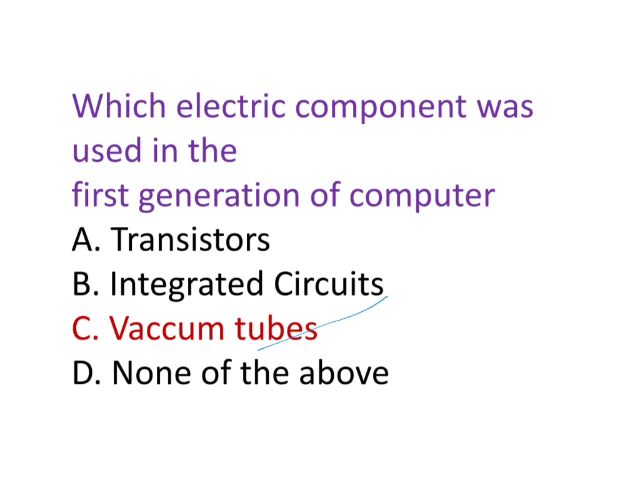 Which electric component was
used in the
first generation of computer
A. Transistors
B. Integrated Circuits
C. Vaccum tubes
D. None of the above